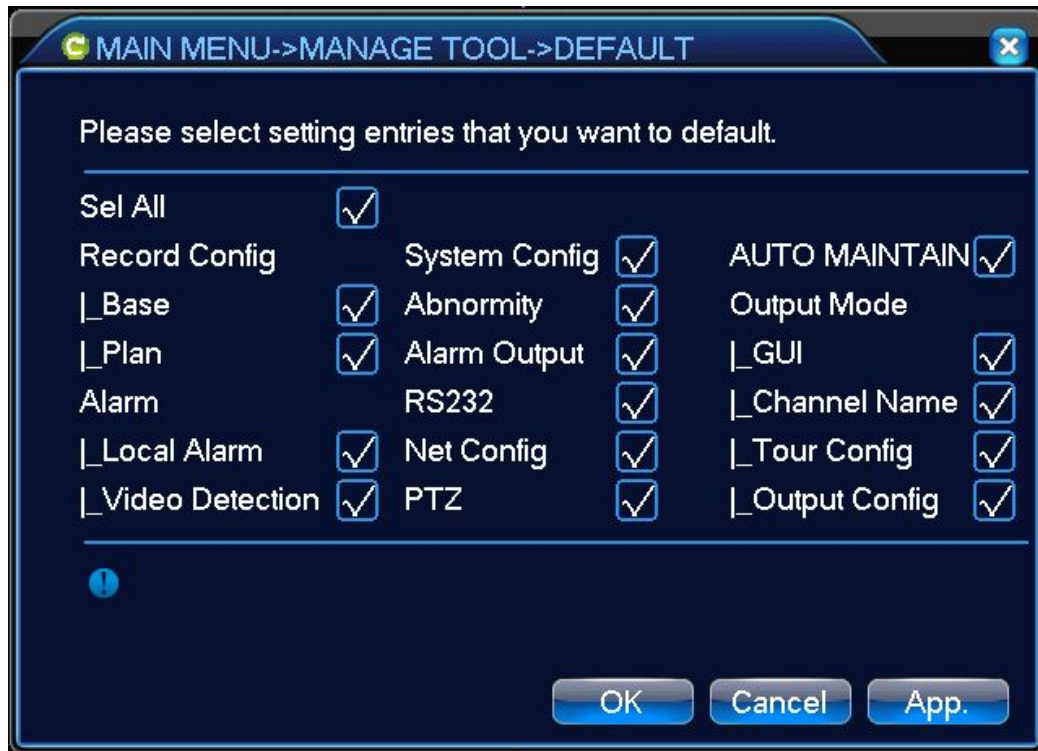 MAIN MENU->MANAGE TOOL->DEFAULT
Please select setting entries that you want to default.
Sel All
Record Config System Config AUTO MAINTAIN
|_Base Abnormity Output Mode
|_Plan Alarm Output |_GUI
Alarm RS232 |_Channel Name
|_Local Alarm Net Config |_Tour Config
|_Video Detection PTZ |_Output Config
OK Cancel App.